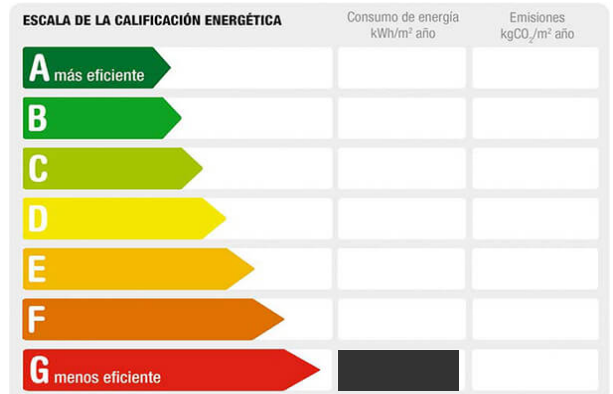 ESCALA DE LA CALIFICACIÓN ENERGÉTICA
Consumo de energía
kWh/m² año
Emisiones
kgCO₂/m² año
A más eficiente
B
C
D
E
F
G menos eficiente